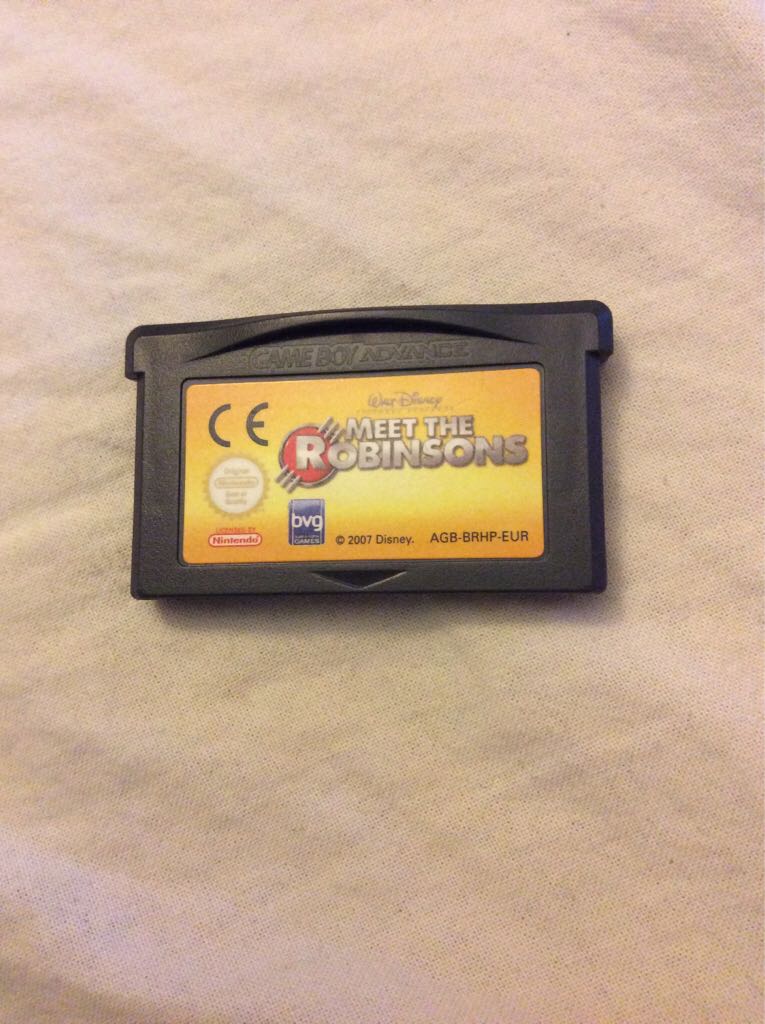 GAME BOY ADVANCE
CE
WALT DISNEY
MEET THE
ROBINSONS
Original
Nintendo
Seal of
Quality
LICENSED BY
Nintendo
bvg
GAMES
© 2007 Disney.
AGB-BRHP-EUR